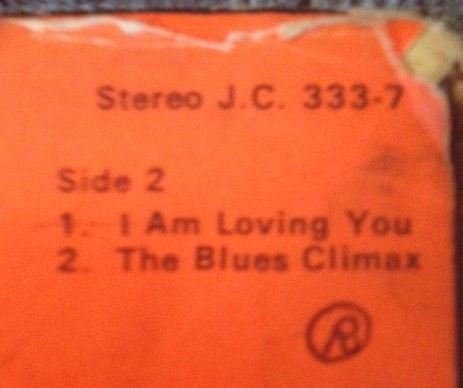 Stereo J.C. 333-7
Side 2
1. I Am Loving You
2. The Blues Climax